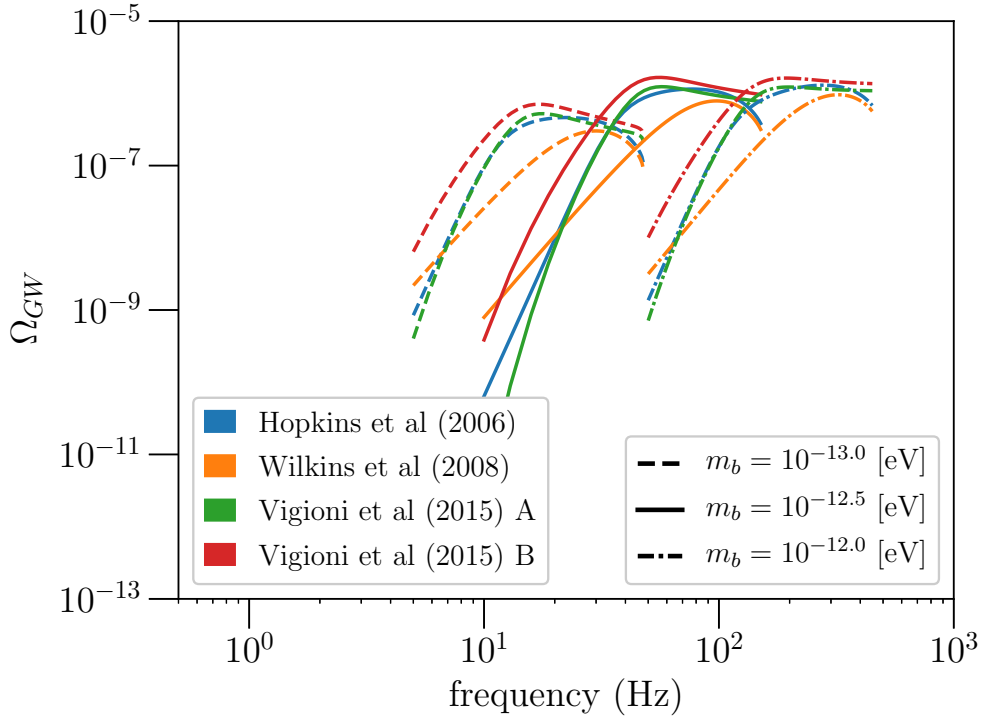 10^{-5}
10^{-7}
10^{-9}
10^{-11}
10^{-13}
Ω_{GW}
Hopkins et al (2006)
Wilkins et al (2008)
Vigioni et al (2015) A
Vigioni et al (2015) B
m_b = 10^{-13.0} [eV]
m_b = 10^{-12.5} [eV]
m_b = 10^{-12.0} [eV]
10^0
10^1
10^2
10^3
frequency (Hz)